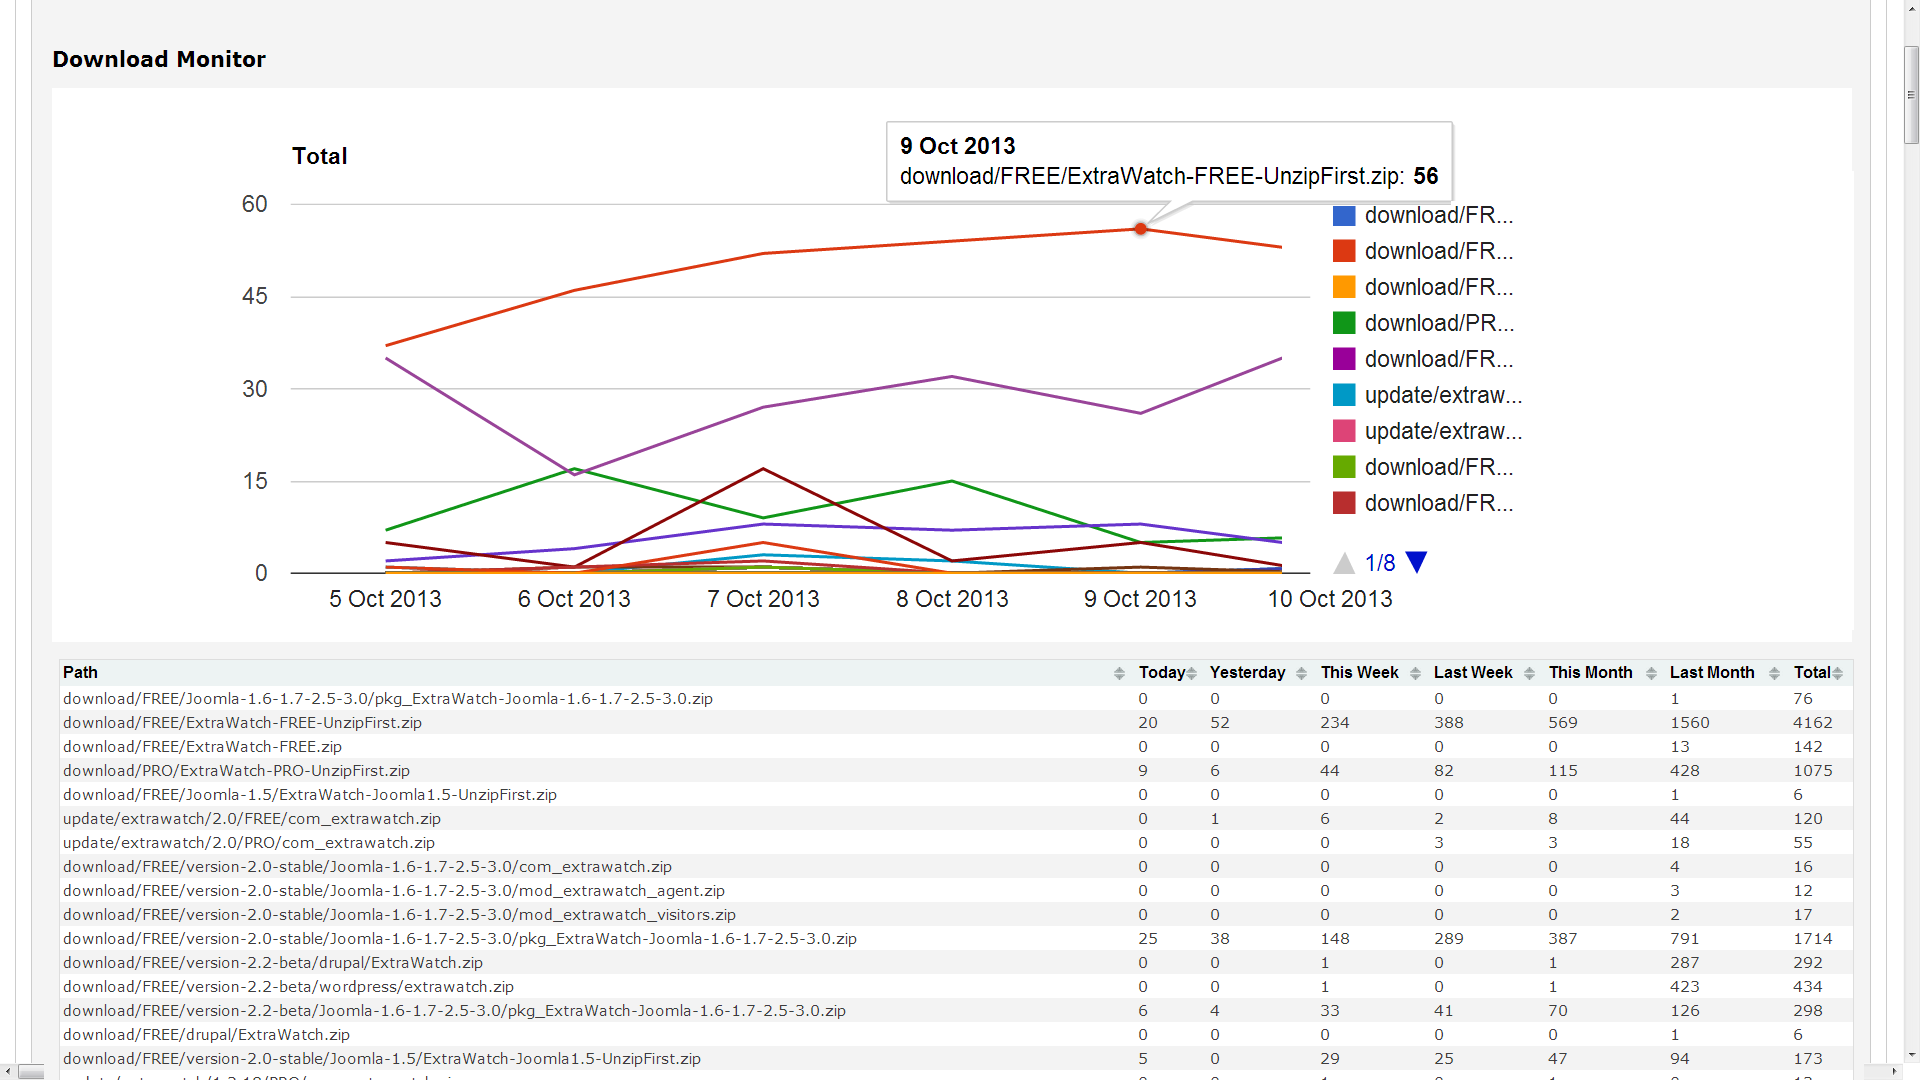 Download Monitor
Total
9 Oct 2013
download/FREE/ExtraWatch-FREE-UnzipFirst.zip: 56
60
45
30
15
0
5 Oct 2013 6 Oct 2013 7 Oct 2013 8 Oct 2013 9 Oct 2013 10 Oct 2013
download/FR...
download/FR...
download/FR...
download/PR...
download/FR...
update/extraw...
update/extraw...
download/FR...
download/FR...
1/8
Path Today Yesterday This Week Last Week This Month Last Month Total
download/FREE/Joomla-1.6-1.7-2.5-3.0/pkg_ExtraWatch-Joomla-1.6-1.7-2.5-3.0.zip 0 0 0 0 0 1 76
download/FREE/ExtraWatch-FREE-UnzipFirst.zip 20 52 234 388 569 1560 4162
download/FREE/ExtraWatch-FREE.zip 0 0 0 0 0 13 142
download/PRO/ExtraWatch-PRO-UnzipFirst.zip 9 6 44 82 115 428 1075
download/FREE/Joomla-1.5/ExtraWatch-Joomla1.5-UnzipFirst.zip 0 0 0 0 0 1 6
update/extrawatch/2.0/FREE/com_extrawatch.zip 0 1 6 2 8 44 120
update/extrawatch/2.0/PRO/com_extrawatch.zip 0 0 0 3 3 18 55
download/FREE/version-2.0-stable/Joomla-1.6-1.7-2.5-3.0/com_extrawatch.zip 0 0 0 0 0 4 16
download/FREE/version-2.0-stable/Joomla-1.6-1.7-2.5-3.0/mod_extrawatch_agent.zip 0 0 0 0 0 3 12
download/FREE/version-2.0-stable/Joomla-1.6-1.7-2.5-3.0/mod_extrawatch_visitors.zip 0 0 0 0 0 2 17
download/FREE/version-2.0-stable/Joomla-1.6-1.7-2.5-3.0/pkg_ExtraWatch-Joomla-1.6-1.7-2.5-3.0.zip 25 38 148 289 387 791 1714
download/FREE/version-2.2-beta/drupal/ExtraWatch.zip 0 0 1 0 1 287 292
download/FREE/version-2.2-beta/wordpress/extrawatch.zip 0 0 1 0 1 423 434
download/FREE/version-2.2-beta/Joomla-1.6-1.7-2.5-3.0/pkg_ExtraWatch-Joomla-1.6-1.7-2.5-3.0.zip 6 4 33 41 70 126 298
download/FREE/drupal/ExtraWatch.zip 0 0 0 0 0 1 6
download/FREE/version-2.0-stable/Joomla-1.5/ExtraWatch-Joomla1.5-UnzipFirst.zip 5 0 29 25 47 94 173